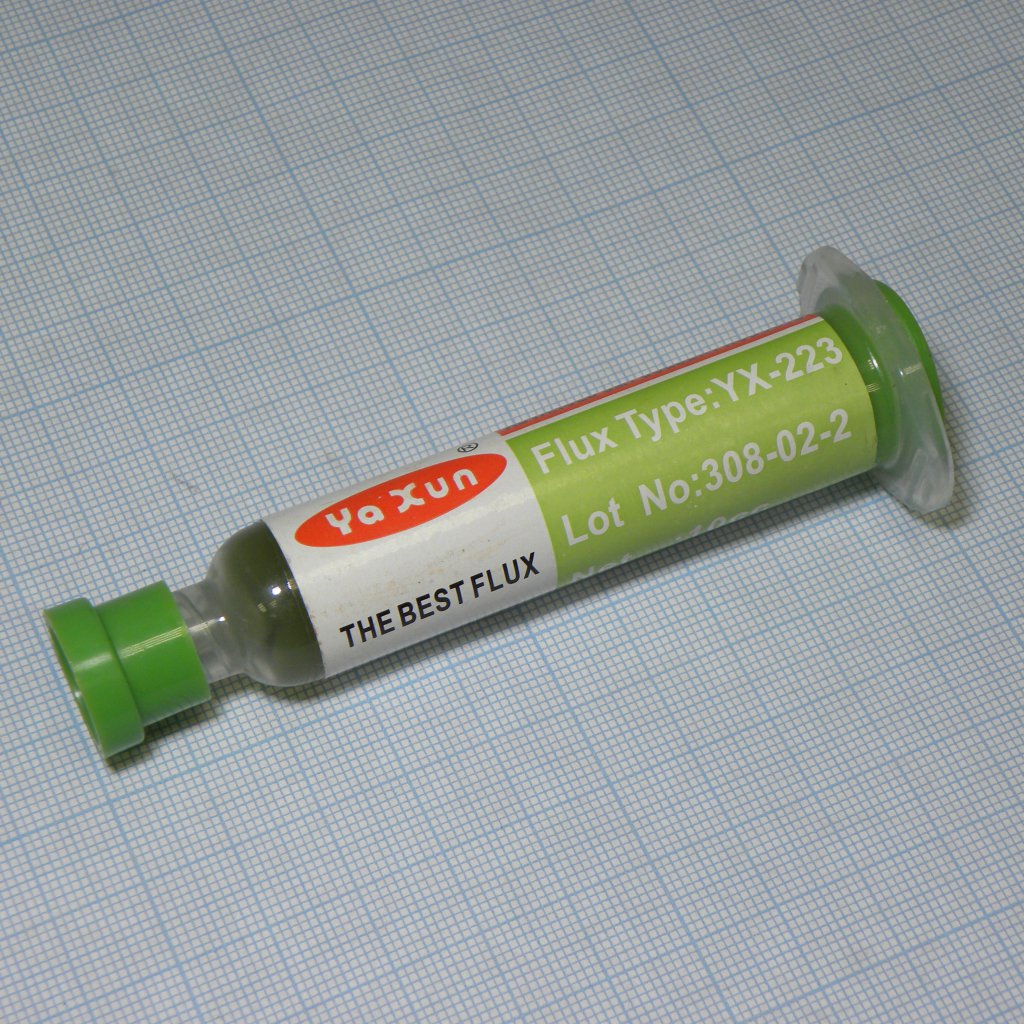 Ya Xun ®
THE BEST FLUX
Flux Type:YX-223
Lot No:308-02-2